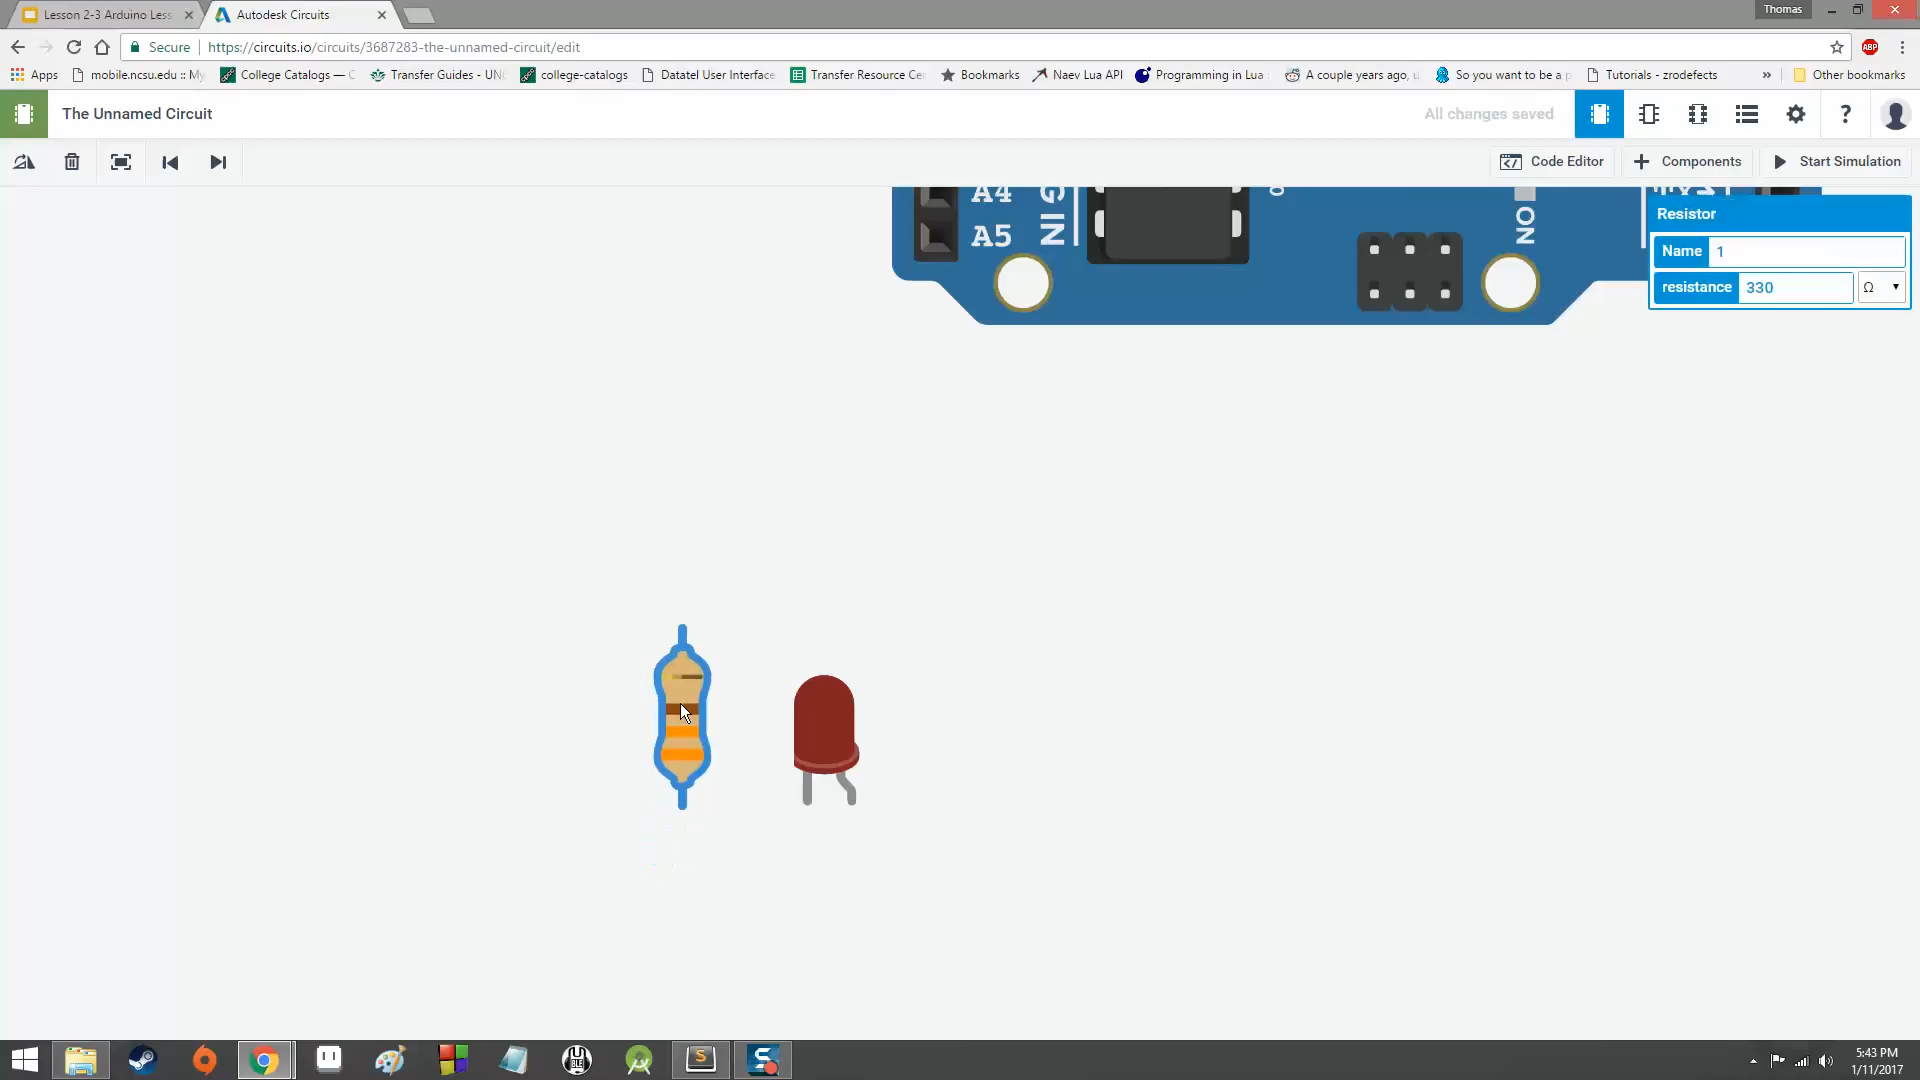 Lesson 2-3 Arduino Less
Autodesk Circuits
Thomas
Secure
https://circuits.io/circuits/3687283-the-unnamed-circuit/edit
ABP
Apps
mobile.ncsu.edu :: My
College Catalogs — C
Transfer Guides - UN
college-catalogs
Datatel User Interface
Transfer Resource Ce
Bookmarks
Naev Lua API
Programming in Lua
A couple years ago, u
So you want to be a p
Tutorials - zrodefects
»
Other bookmarks
The Unnamed Circuit
All changes saved
?
Code Editor
Components
Start Simulation
A4
A5
ON
Resistor
Name 1
resistance 330 Ω
5:43 PM
1/11/2017